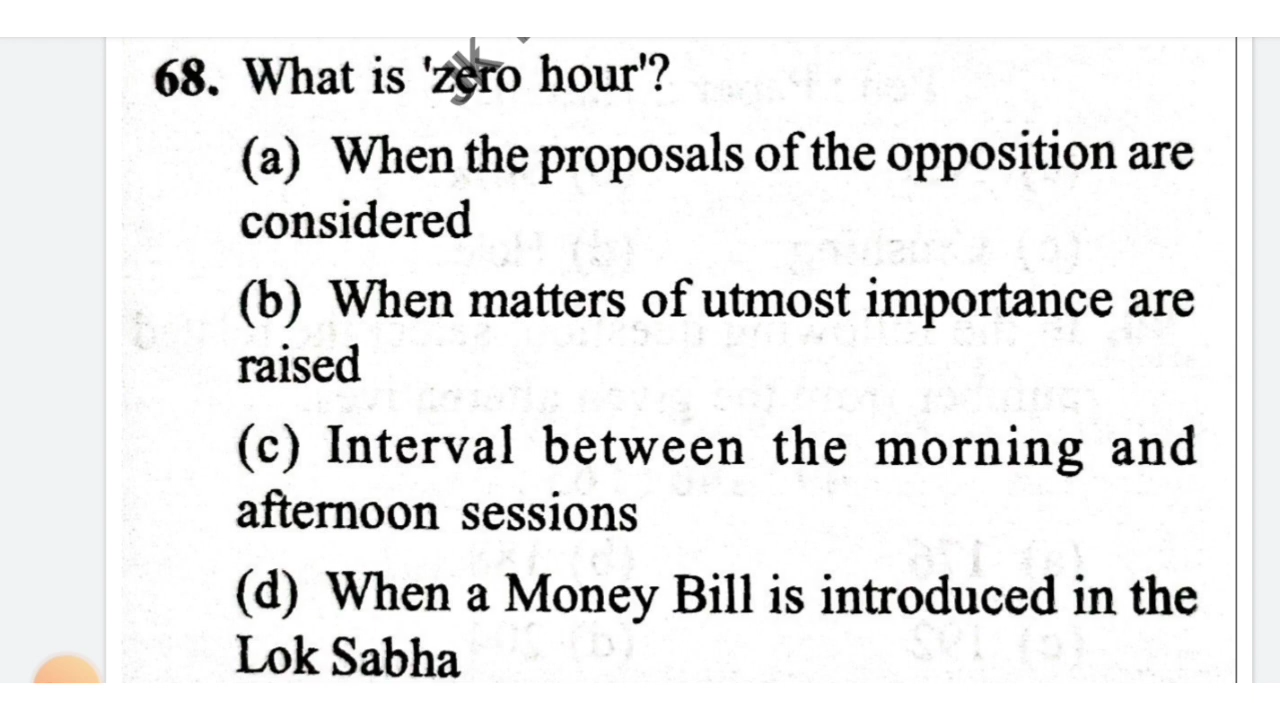 68. What is 'zero hour'?
(a) When the proposals of the opposition are
considered
(b) When matters of utmost importance are
raised
(c) Interval between the morning and
afternoon sessions
(d) When a Money Bill is introduced in the
Lok Sabha